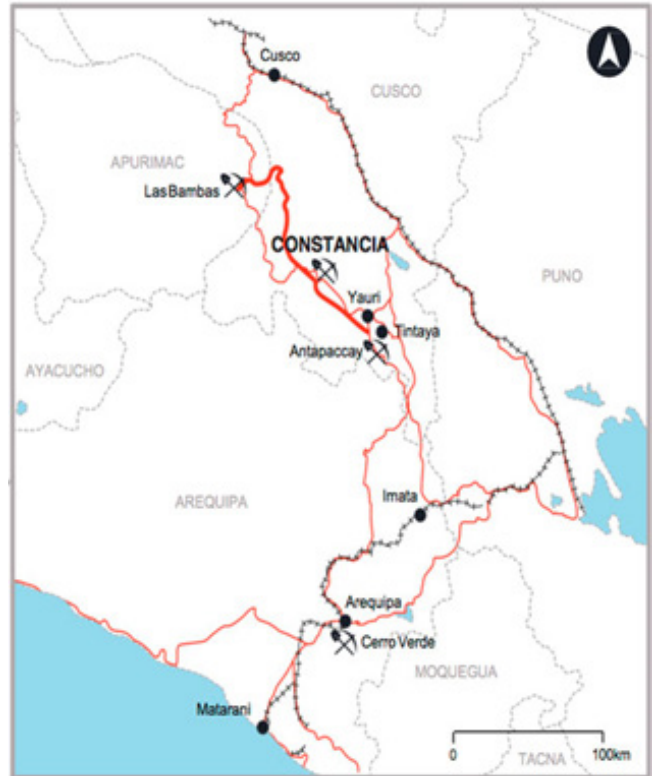 Cusco
CUSCO
APURIMAC
Las Bambas
CONSTANCIA
PUNO
Yauri
Tintaya
Antapaccay
AYACUCHO
Imata
AREQUIPA
Arequipa
Cerro Verde
MOQUEGUA
Matarani
0
100km
TACNA